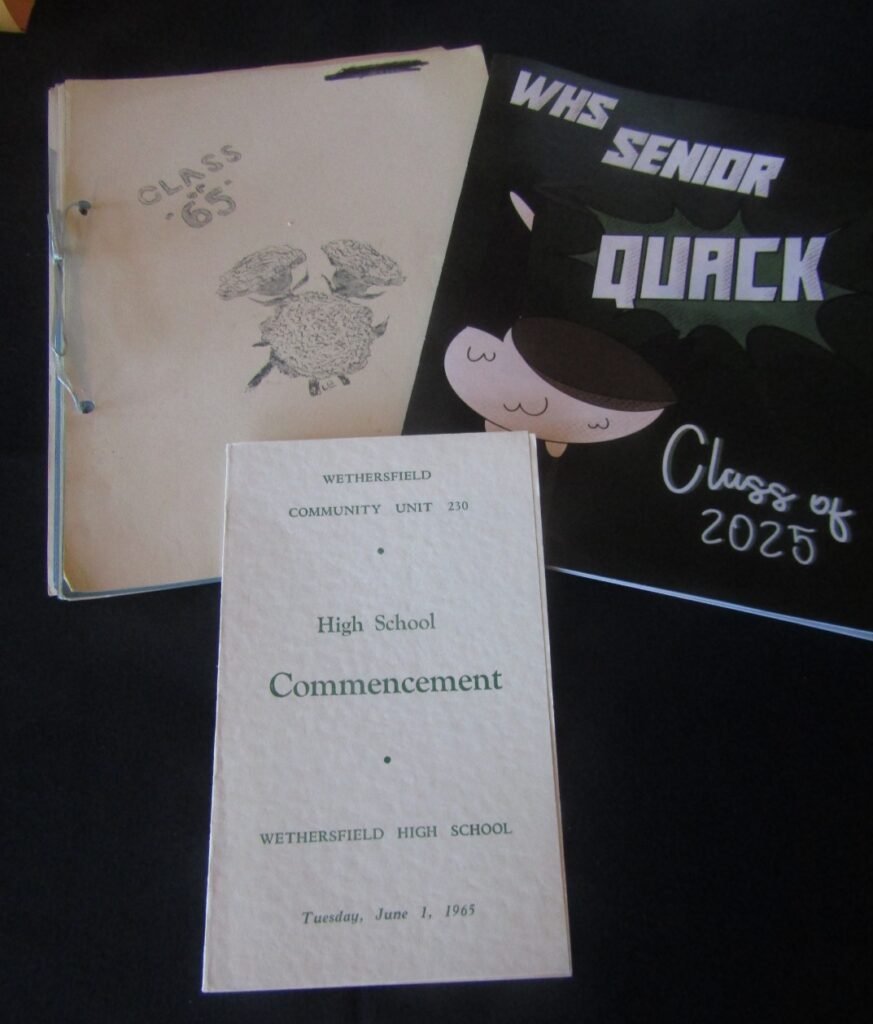 CLASS
OF
'65'
WHS
SENIOR
QUACK
Class of
2025
WETHERSFIELD
COMMUNITY UNIT 230
High School
Commencement
WETHERSFIELD HIGH SCHOOL
Tuesday, June 1, 1965